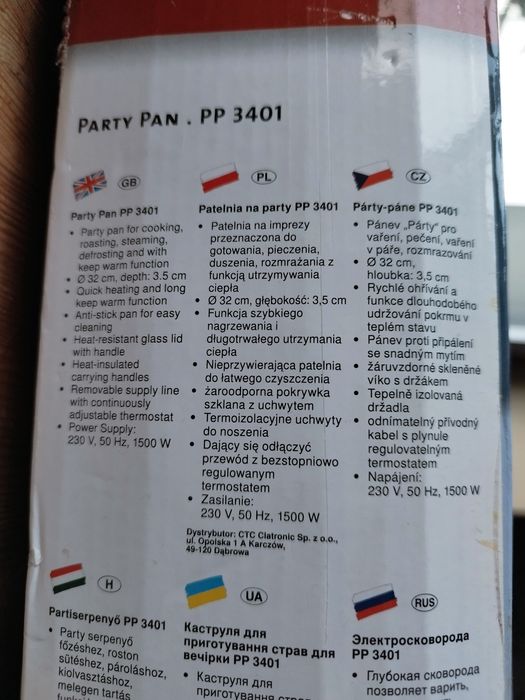 PARTY PAN . PP 3401
GB
Party Pan PP 3401
• Party pan for cooking,
roasting, steaming,
defrosting and with
keep warm function
• Ø 32 cm, depth: 3.5 cm
• Quick heating and long
keep warm function
• Anti-stick pan for easy
cleaning
• Heat-resistant glass lid
with handle
• Heat-insulated
carrying handles
• Removable supply line
with continuously
adjustable thermostat
• Power Supply:
230 V, 50 Hz, 1500 W
PL
Patelnia na party PP 3401
• Patelnia na imprezy
przeznaczona do
gotowania, pieczenia,
duszenia, rozmrażania z
funkcją utrzymywania
ciepła
• Ø 32 cm, głębokość: 3,5 cm
• Funkcja szybkiego
nagrzewania i
długotrwałego utrzymania
ciepła
• Nieprzywierająca patelnia
do łatwego czyszczenia
• żaroodporna pokrywka
szklana z uchwytem
• Termoizolacyjne uchwyty
do noszenia
• Dający się odłączyć
przewód z bezstopniowo
regulowanym
termostatem
• Zasilanie:
230 V, 50 Hz, 1500 W
Dystrybutor: CTC Clatronic Sp. z o.o.,
ul. Opolska 1 A Karczów,
49-120 Dąbrowa
CZ
Párty-páne PP 3401
• Pánev „Párty" pro
vaření, pečení, vaření
v páře, rozmrazování
• Ø 32 cm,
hloubka: 3,5 cm
• Rychlé ohřívání a
funkce dlouhodobého
udržování pokrmu v
teplém stavu
• Pánev proti připálení
se snadným mytím
• žáruvzdorné skleněné
víko s držákem
• Tepelně izolovaná
držadla
• odnímatelný přívodný
kabel s plynule
regulovatelným
termostatem
• Napájení:
230 V, 50 Hz, 1500 W
H
Partiserpenyő PP 3401
• Party serpenyő
főzéshez, roston
sütéshez, pároláshoz,
kiolvasztáshoz,
melegen tartás
UA
Каструля для
приготування страв для
вечірки PP 3401
• Каструля для
приготування страв
RUS
Электросковорода
PP 3401
• Глубокая сковорода
позволяет варить,